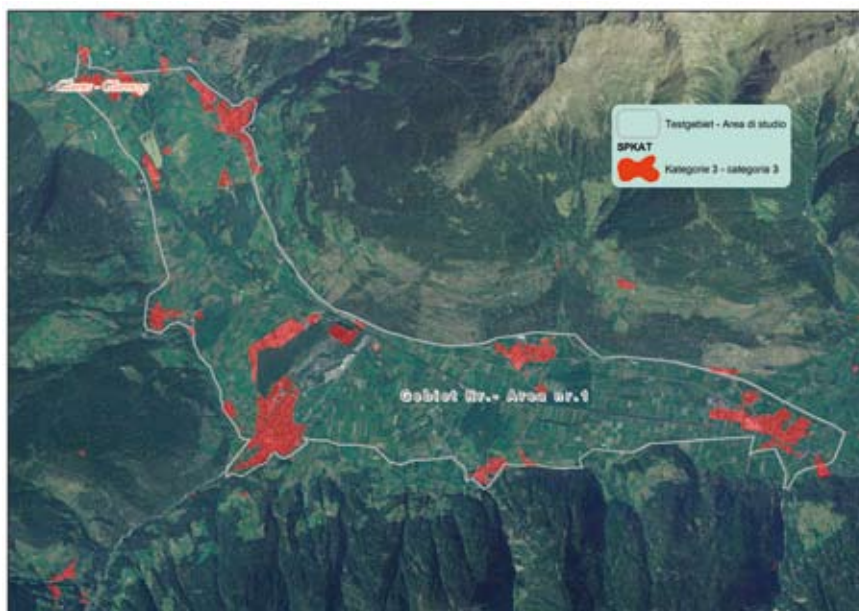 Testgebiet - Area di studio
SPKAT
Kategorie 3 - categoria 3
Gebiet Nr.- Area nr.1